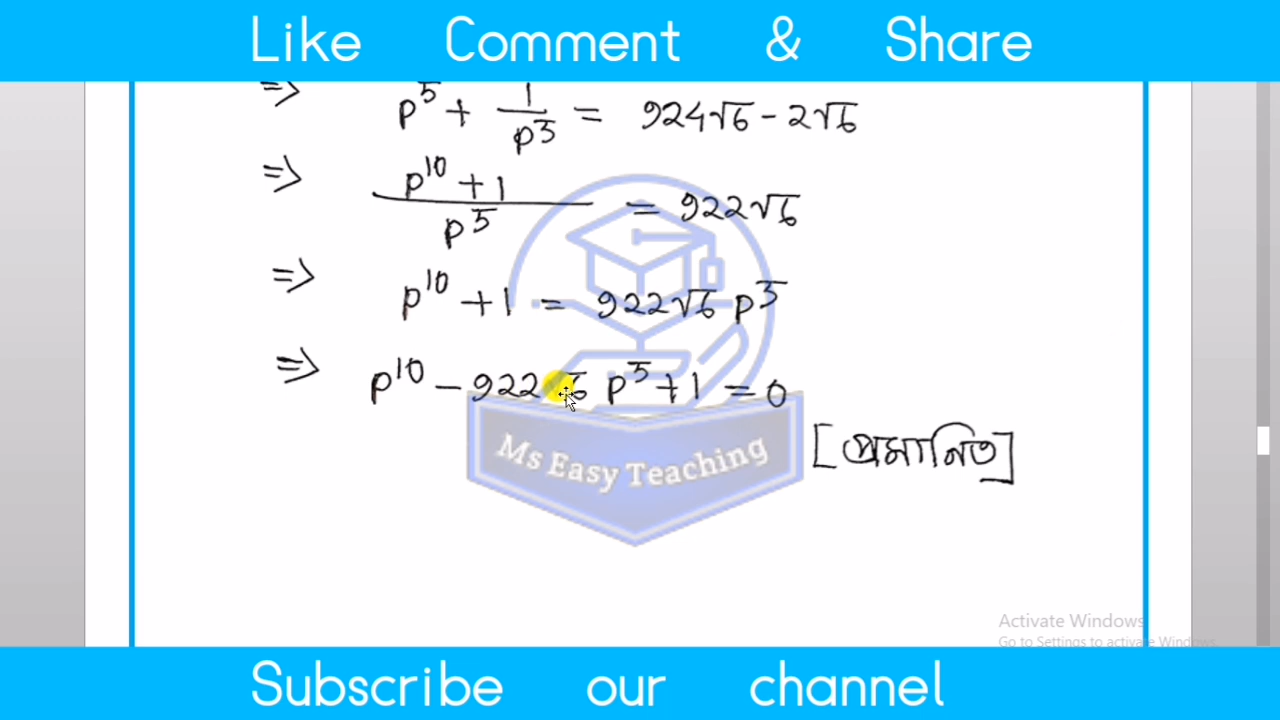 Like Comment & Share
=> p⁵ + 1/p⁵ = 924√6 - 2√6
=> (p¹⁰ + 1)/p⁵ = 922√6
=> p¹⁰ + 1 = 922√6 p⁵
=> p¹⁰ - 922√6 p⁵ + 1 = 0
[প্রমানিত]
Ms Easy Teaching
Activate Windows
Go to Settings to activate Windows.
Subscribe our channel